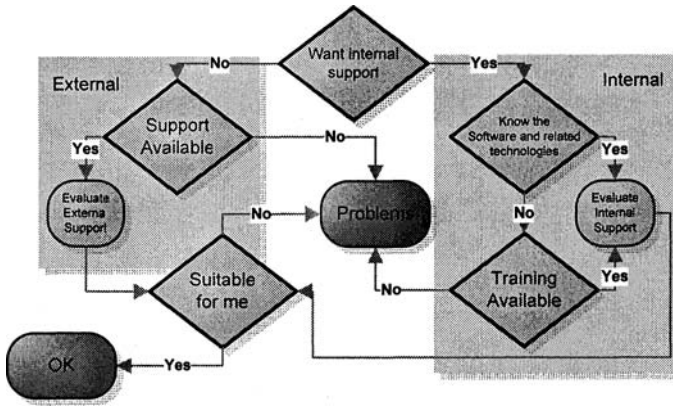 Want internal
support
No
Yes
External
Internal
Support
Available
No
Know the
Software and related
technologies
Yes
Yes
Evaluate
Externa
Support
No
Problems
No
Evaluate
Internal
Support
Suitable
for me
No
Training
Available
Yes
OK
Yes